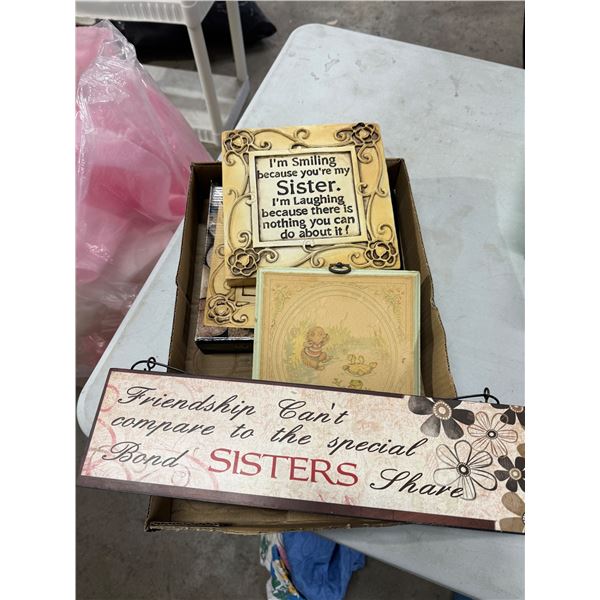 I'm Smiling
because you're my
Sister.
I'm Laughing
because there is
nothing you can
do about it!
Friendship Can't
compare to the special
Bond SISTERS Share